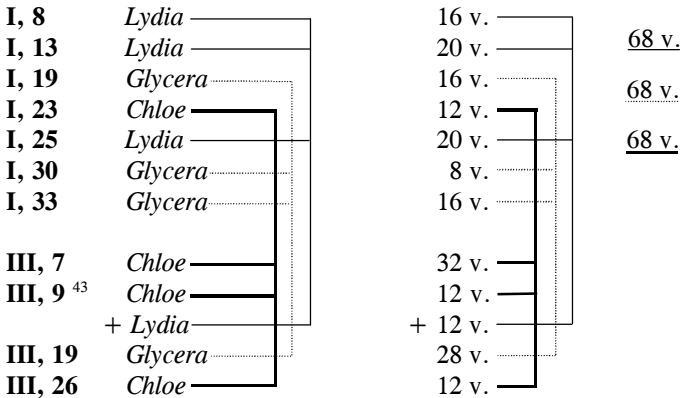 I, 8 Lydia 16 v.
I, 13 Lydia 20 v. 68 v.
I, 19 Glycera 16 v.
68 v.
I, 23 Chloe 12 v.
I, 25 Lydia 20 v. 68 v.
I, 30 Glycera 8 v.
I, 33 Glycera 16 v.
III, 7 Chloe 32 v.
III, 9 43 Chloe 12 v.
+ Lydia + 12 v.
III, 19 Glycera 28 v.
III, 26 Chloe 12 v.